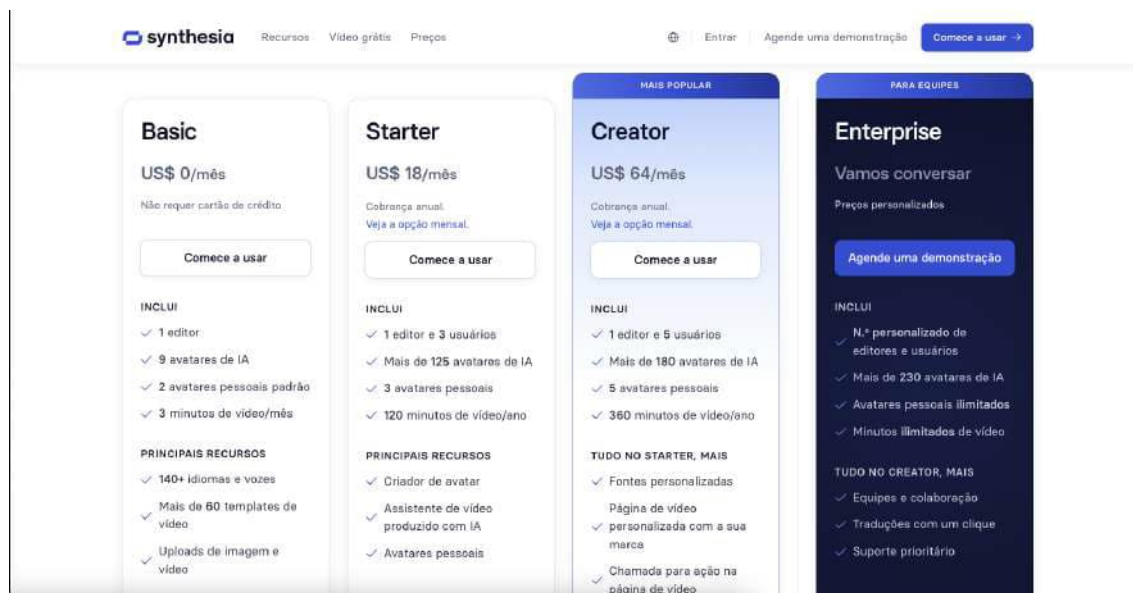 synthesia
Recursos
Vídeo grátis
Preços
Entrar
Agende uma demonstração
Comece a usar →
Basic
US$ 0/mês
Não requer cartão de crédito
Comece a usar
INCLUI
1 editor
9 avatares de IA
2 avatares pessoais padrão
3 minutos de vídeo/mês
PRINCIPAIS RECURSOS
140+ idiomas e vozes
Mais de 60 templates de
vídeo
Uploads de imagem e
vídeo
Starter
US$ 18/mês
Cobrança anual.
Veja a opção mensal.
Comece a usar
INCLUI
1 editor e 3 usuários
Mais de 125 avatares de IA
3 avatares pessoais
120 minutos de vídeo/ano
PRINCIPAIS RECURSOS
Criador de avatar
Assistente de vídeo
produzido com IA
Avatares pessoais
MAIS POPULAR
Creator
US$ 64/mês
Cobrança anual.
Veja a opção mensal.
Comece a usar
INCLUI
1 editor e 5 usuários
Mais de 180 avatares de IA
5 avatares pessoais
360 minutos de vídeo/ano
TUDO NO STARTER, MAIS
Fontes personalizadas
Página de vídeo
personalizada com a sua
marca
Chamada para ação na
página de vídeo
PARA EQUIPES
Enterprise
Vamos conversar
Preços personalizados
Agende uma demonstração
INCLUI
N.º personalizado de
editores e usuários
Mais de 230 avatares de IA
Avatares pessoais ilimitados
Minutos ilimitados de vídeo
TUDO NO CREATOR, MAIS
Equipes e colaboração
Traduções com um clique
Suporte prioritário